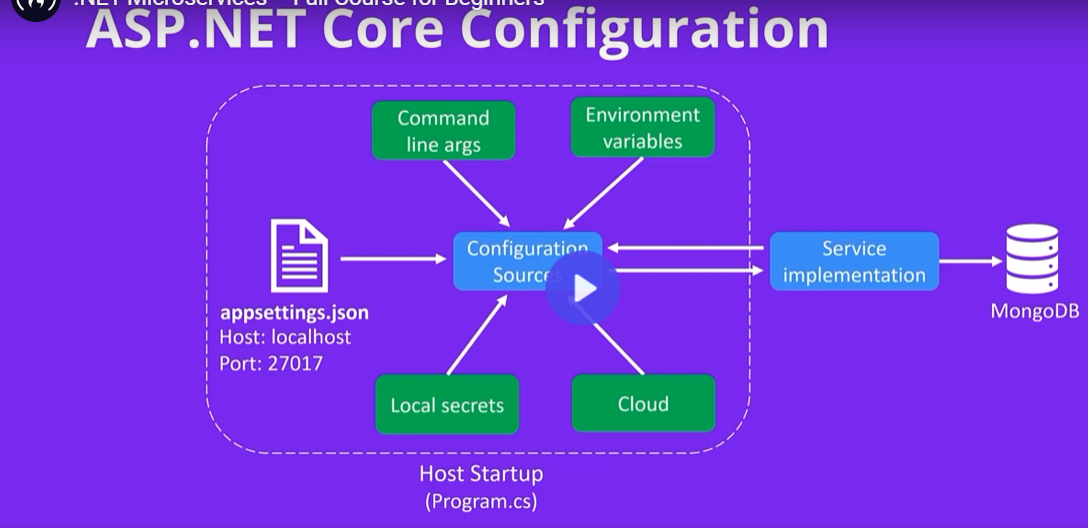 .NET Microservices – Full Course for Beginners
ASP.NET Core Configuration
Command
line args
Environment
variables
Configuration
Sources
Service
implementation
appsettings.json
Host: localhost
Port: 27017
MongoDB
Local secrets
Cloud
Host Startup
(Program.cs)